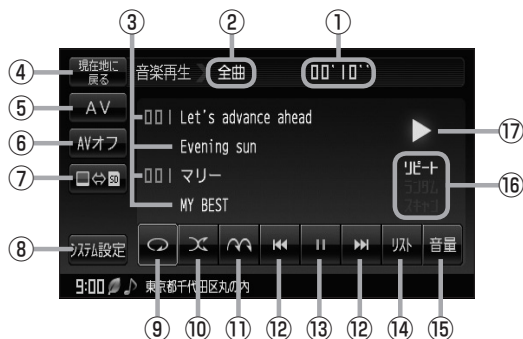 ③ ② ①
④ 現在地に
戻る
音楽再生 全曲 00'10''
⑤ AV
001 Let's advance ahead
⑰
⑥ AVオフ
Evening sun
リピート
ランダム
スキャン
⑯
⑦ SD
001 マリー
MY BEST
⑧ システム設定
リスト 音量
9:00 東京都千代田区丸の内
⑨ ⑩ ⑪ ⑫ ⑬ ⑫ ⑭ ⑮